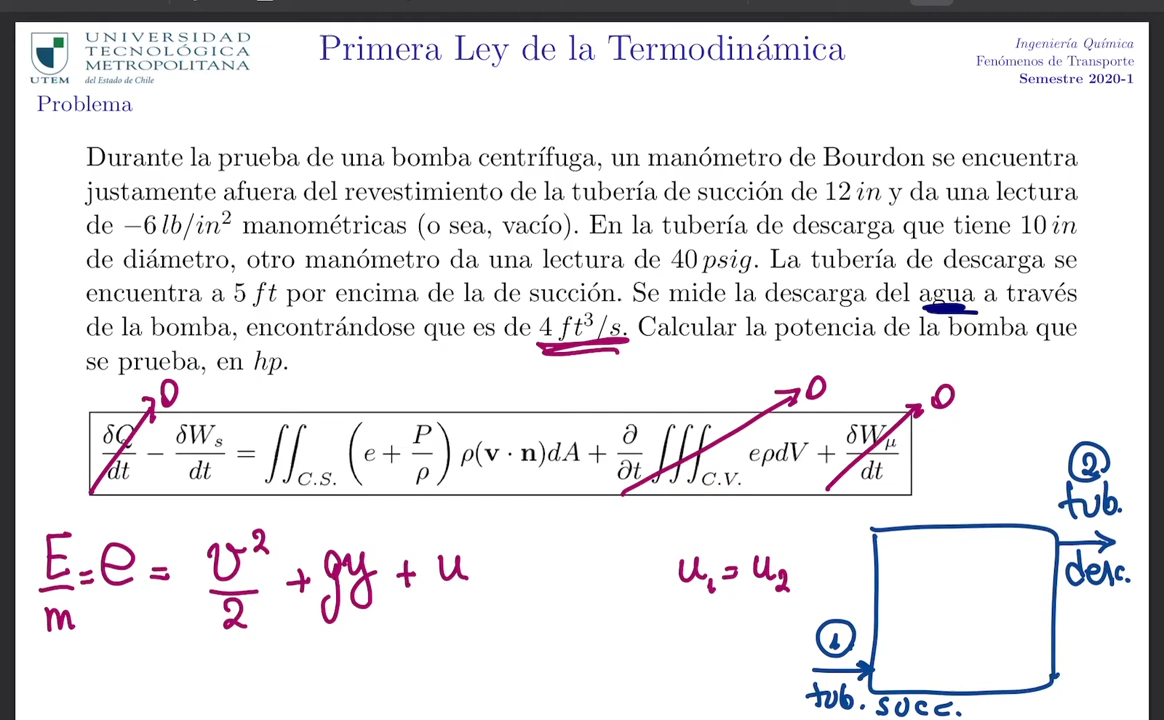 UNIVERSIDAD
TECNOLÓGICA
METROPOLITANA
UTEM del Estado de Chile
Primera Ley de la Termodinámica
Ingeniería Química
Fenómenos de Transporte
Semestre 2020-1
Problema
Durante la prueba de una bomba centrífuga, un manómetro de Bourdon se encuentra
justamente afuera del revestimiento de la tubería de succión de 12 in y da una lectura
de −6 lb/in² manométricas (o sea, vacío). En la tubería de descarga que tiene 10 in
de diámetro, otro manómetro da una lectura de 40 psig. La tubería de descarga se
encuentra a 5 ft por encima de la de succión. Se mide la descarga del agua a través
de la bomba, encontrándose que es de 4 ft³/s. Calcular la potencia de la bomba que
se prueba, en hp.
0 0 0
δQ/dt − δWs/dt = ∬C.S. (e + P/ρ) ρ(v · n)dA + ∂/∂t ∭C.V. eρdV + δWμ/dt
E/m = e = v²/2 + gy + u
u₁ = u₂
2
tub.
desc.
1
tub. succ.